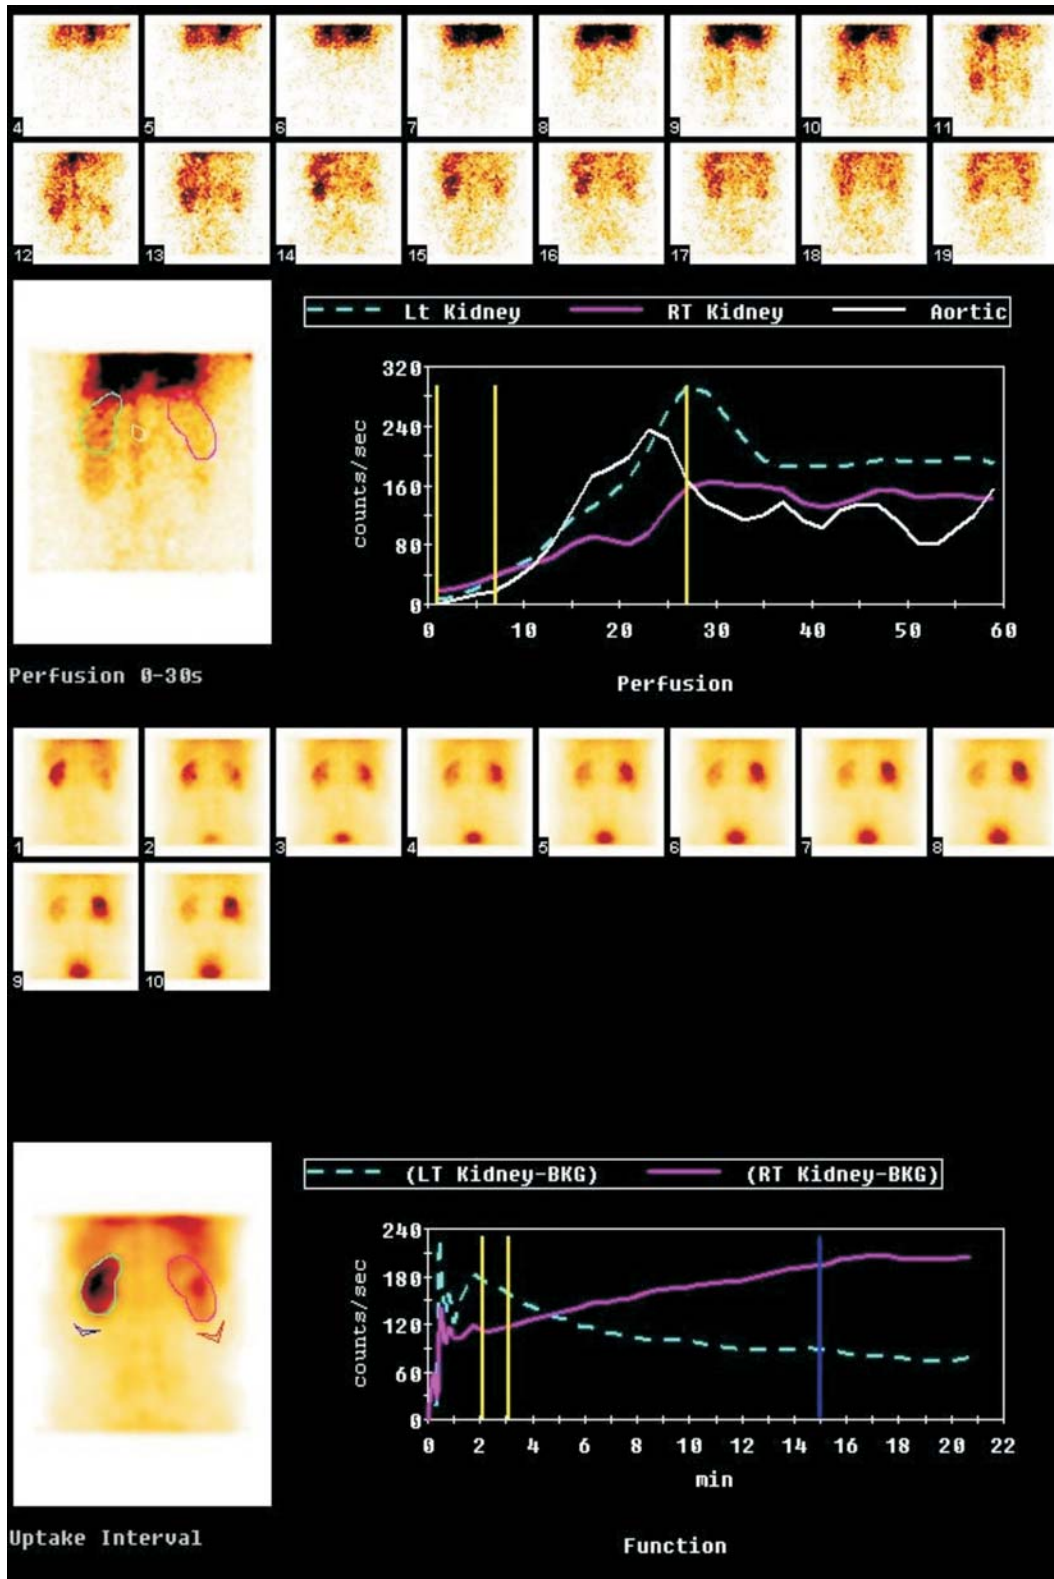 4 5 6 7 8 9 10 11
12 13 14 15 16 17 18 19
Lt Kidney RT Kidney Aortic
320
240
160
80
0
counts/sec
0 10 20 30 40 50 60
Perfusion 0-30s
Perfusion
1 2 3 4 5 6 7 8
9 10
(LT Kidney-BKG) (RT Kidney-BKG)
240
180
120
60
0
counts/sec
0 2 4 6 8 10 12 14 16 18 20 22
min
Uptake Interval
Function